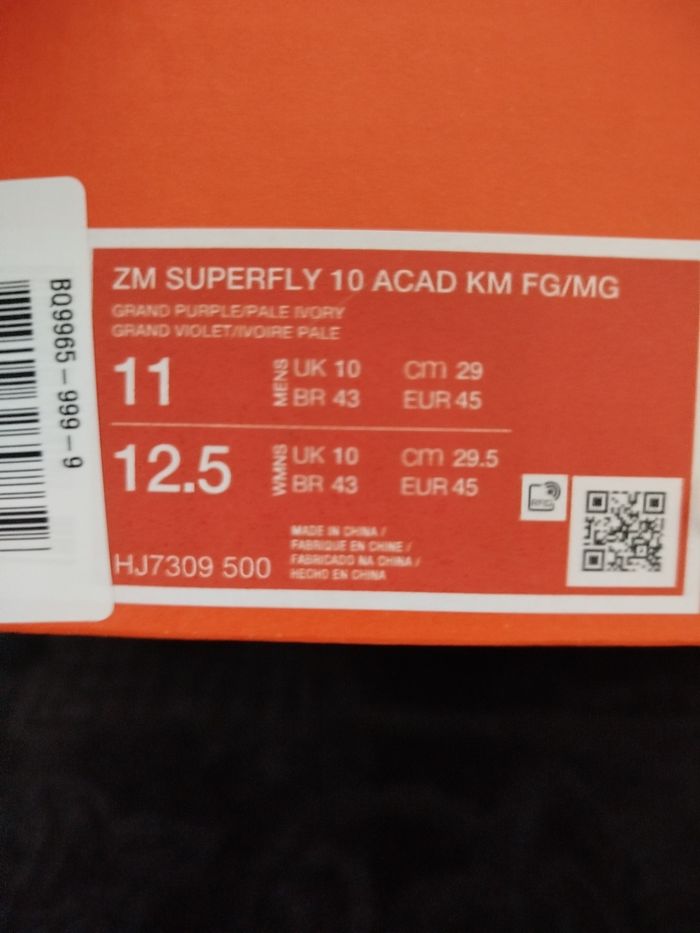 BQ9965-999-9
ZM SUPERFLY 10 ACAD KM FG/MG
GRAND PURPLE/PALE IVORY
GRAND VIOLET/IVOIRE PALE
11 MENS UK 10 cm 29
BR 43 EUR 45
12.5 WMNS UK 10 cm 29.5
BR 43 EUR 45
RFID
MADE IN CHINA /
FABRIQUE EN CHINE /
FABRICADO NA CHINA /
HECHO EN CHINA
HJ7309 500